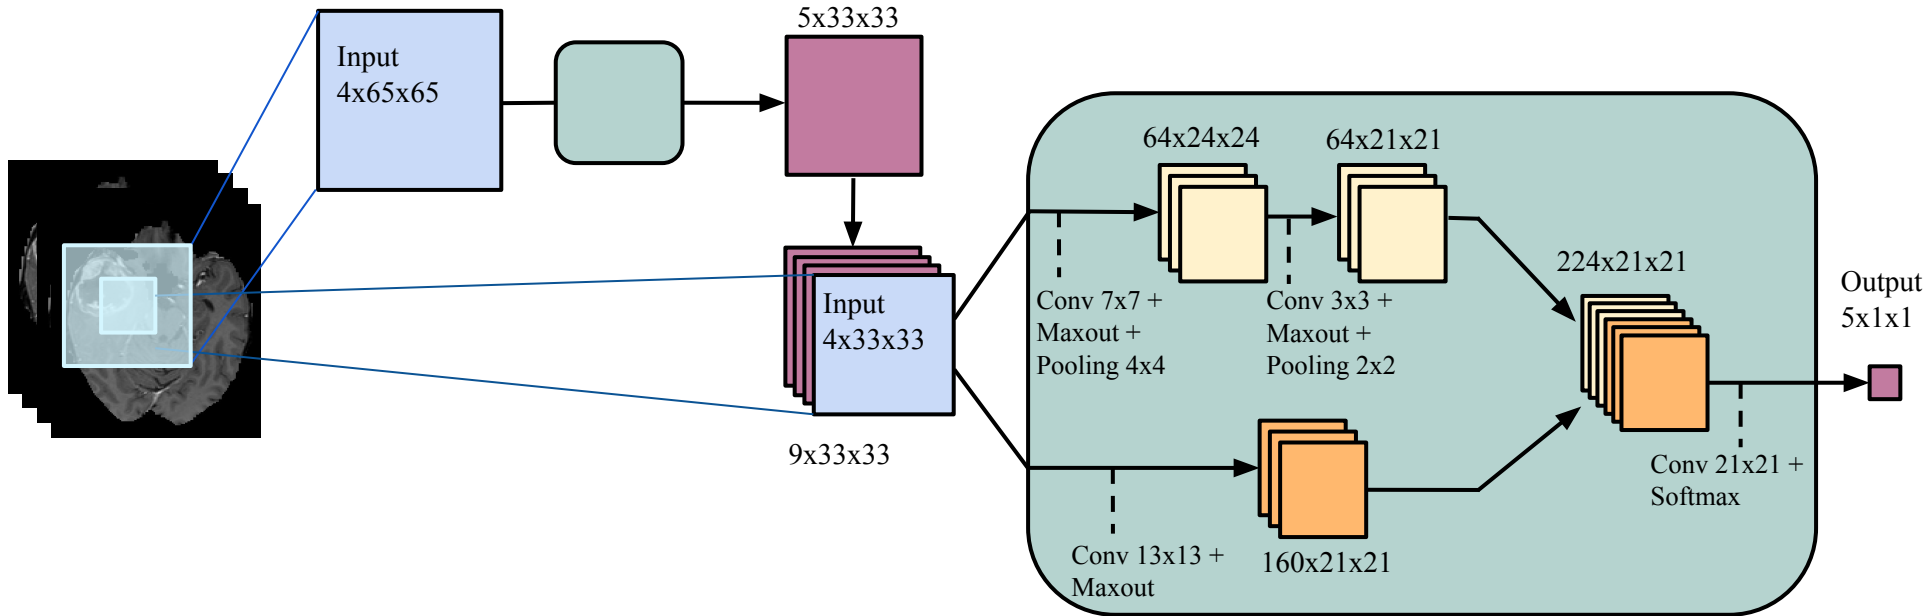 Input
4x65x65
5x33x33
Input
4x33x33
9x33x33
64x24x24
64x21x21
Conv 7x7 +
Maxout +
Pooling 4x4
Conv 3x3 +
Maxout +
Pooling 2x2
224x21x21
Conv 13x13 +
Maxout
160x21x21
Conv 21x21 +
Softmax
Output
5x1x1